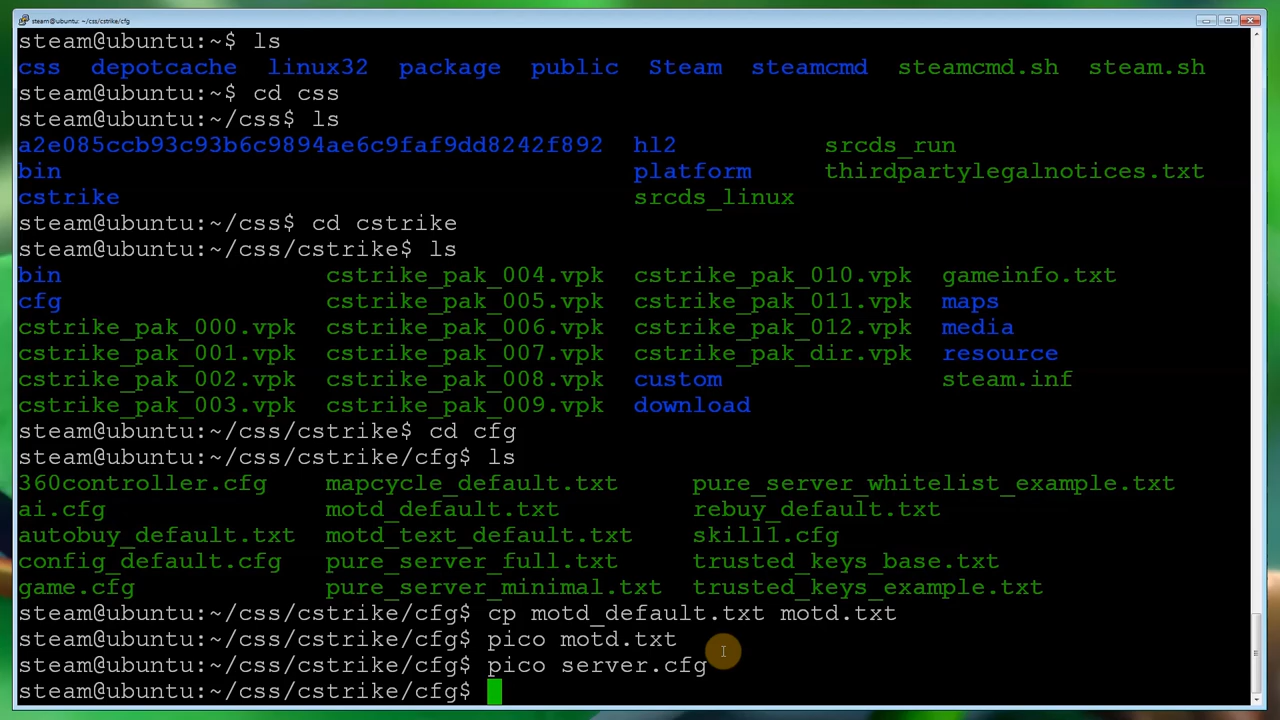 steam@ubuntu: ~/css/cstrike/cfg
steam@ubuntu:~$ ls
css depotcache linux32 package public Steam steamcmd steamcmd.sh steam.sh
steam@ubuntu:~$ cd css
steam@ubuntu:~/css$ ls
a2e085ccb93c93b6c9894ae6c9faf9dd8242f892 hl2 srcds_run
bin platform thirdpartylegalnotices.txt
cstrike srcds_linux
steam@ubuntu:~/css$ cd cstrike
steam@ubuntu:~/css/cstrike$ ls
bin cstrike_pak_004.vpk cstrike_pak_010.vpk gameinfo.txt
cfg cstrike_pak_005.vpk cstrike_pak_011.vpk maps
cstrike_pak_000.vpk cstrike_pak_006.vpk cstrike_pak_012.vpk media
cstrike_pak_001.vpk cstrike_pak_007.vpk cstrike_pak_dir.vpk resource
cstrike_pak_002.vpk cstrike_pak_008.vpk custom steam.inf
cstrike_pak_003.vpk cstrike_pak_009.vpk download
steam@ubuntu:~/css/cstrike$ cd cfg
steam@ubuntu:~/css/cstrike/cfg$ ls
360controller.cfg mapcycle_default.txt pure_server_whitelist_example.txt
ai.cfg motd_default.txt rebuy_default.txt
autobuy_default.txt motd_text_default.txt skill1.cfg
config_default.cfg pure_server_full.txt trusted_keys_base.txt
game.cfg pure_server_minimal.txt trusted_keys_example.txt
steam@ubuntu:~/css/cstrike/cfg$ cp motd_default.txt motd.txt
steam@ubuntu:~/css/cstrike/cfg$ pico motd.txt
steam@ubuntu:~/css/cstrike/cfg$ pico server.cfg
steam@ubuntu:~/css/cstrike/cfg$